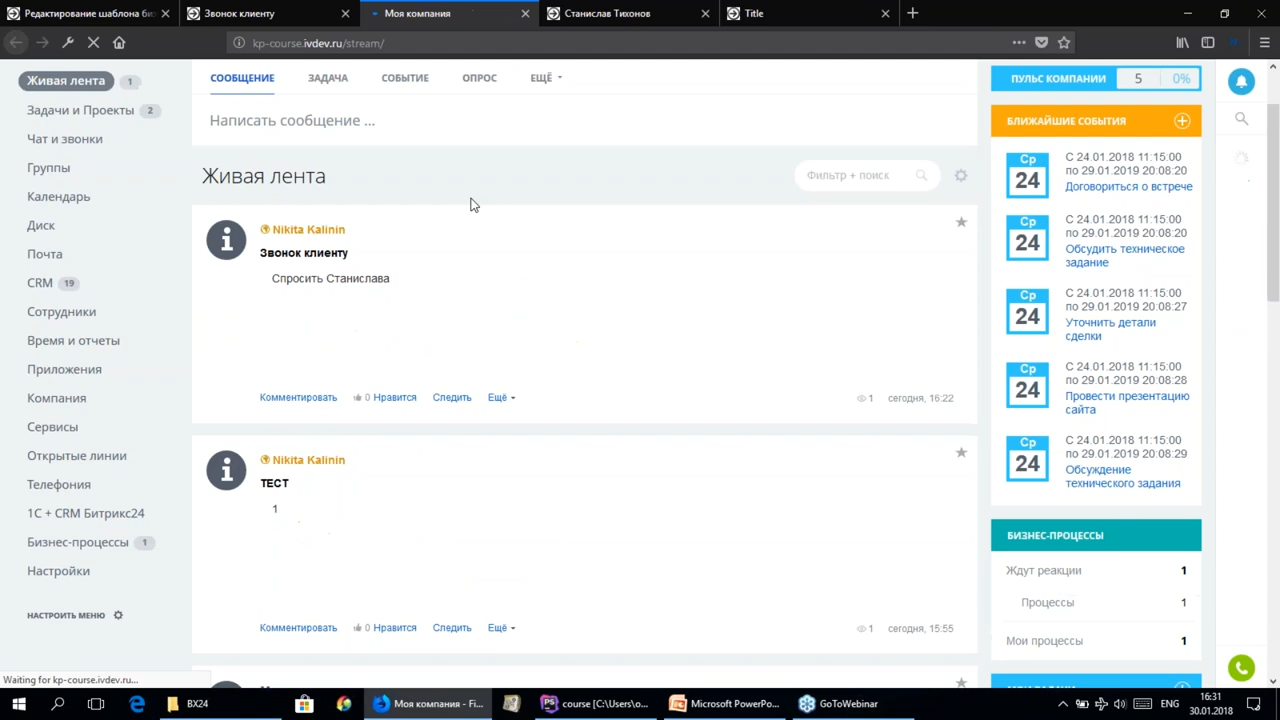 Редактирование шаблона биз
Звонок клиенту
Моя компания
Станислав Тихонов
Title
kp-course.ivdev.ru/stream/
Живая лента 1
Задачи и Проекты 2
Чат и звонки
Группы
Календарь
Диск
Почта
CRM 19
Сотрудники
Время и отчеты
Приложения
Компания
Сервисы
Открытые линии
Телефония
1С + CRM Битрикс24
Бизнес-процессы 1
Настройки
НАСТРОИТЬ МЕНЮ
СООБЩЕНИЕ ЗАДАЧА СОБЫТИЕ ОПРОС ЕЩЁ
Написать сообщение ...
Живая лента
Фильтр + поиск
Nikita Kalinin
Звонок клиенту
Спросить Станислава
Комментировать 0 Нравится Следить Ещё
1 сегодня, 16:22
Nikita Kalinin
ТЕСТ
1
Комментировать 0 Нравится Следить Ещё
1 сегодня, 15:55
ПУЛЬС КОМПАНИИ 5 0%
БЛИЖАЙШИЕ СОБЫТИЯ
Ср
24
С 24.01.2018 11:15:00
по 29.01.2019 20:08:20
Договориться о встрече
Ср
24
С 24.01.2018 11:15:00
по 29.01.2019 20:08:20
Обсудить техническое
задание
Ср
24
С 24.01.2018 11:15:00
по 29.01.2019 20:08:27
Уточнить детали
сделки
Ср
24
С 24.01.2018 11:15:00
по 29.01.2019 20:08:28
Провести презентацию
сайта
Ср
24
С 24.01.2018 11:15:00
по 29.01.2019 20:08:29
Обсуждение
технического задания
БИЗНЕС-ПРОЦЕССЫ
Ждут реакции 1
Процессы 1
Мои процессы 1
Waiting for kp-course.ivdev.ru...
BX24
Моя компания - Fi...
course [C:\Users\o...
Microsoft PowerPo...
GoToWebinar
ENG
16:31
30.01.2018